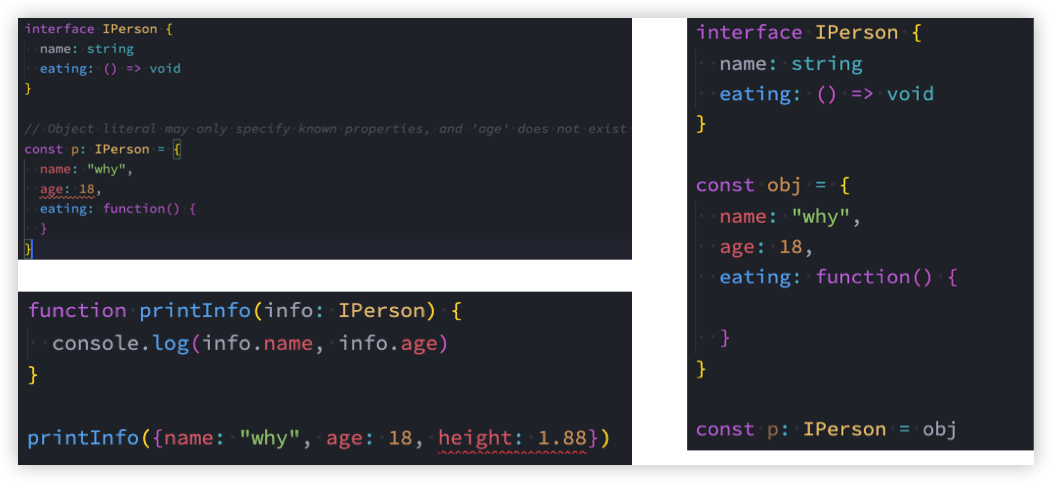 interface IPerson {
name: string
eating: () => void
}
// Object literal may only specify known properties, and 'age' does not exist
const p: IPerson = {
name: "why",
age: 18,
eating: function() {
}
}
function printInfo(info: IPerson) {
console.log(info.name, info.age)
}
printInfo({name: "why", age: 18, height: 1.88})
interface IPerson {
name: string
eating: () => void
}
const obj = {
name: "why",
age: 18,
eating: function() {
}
}
const p: IPerson = obj